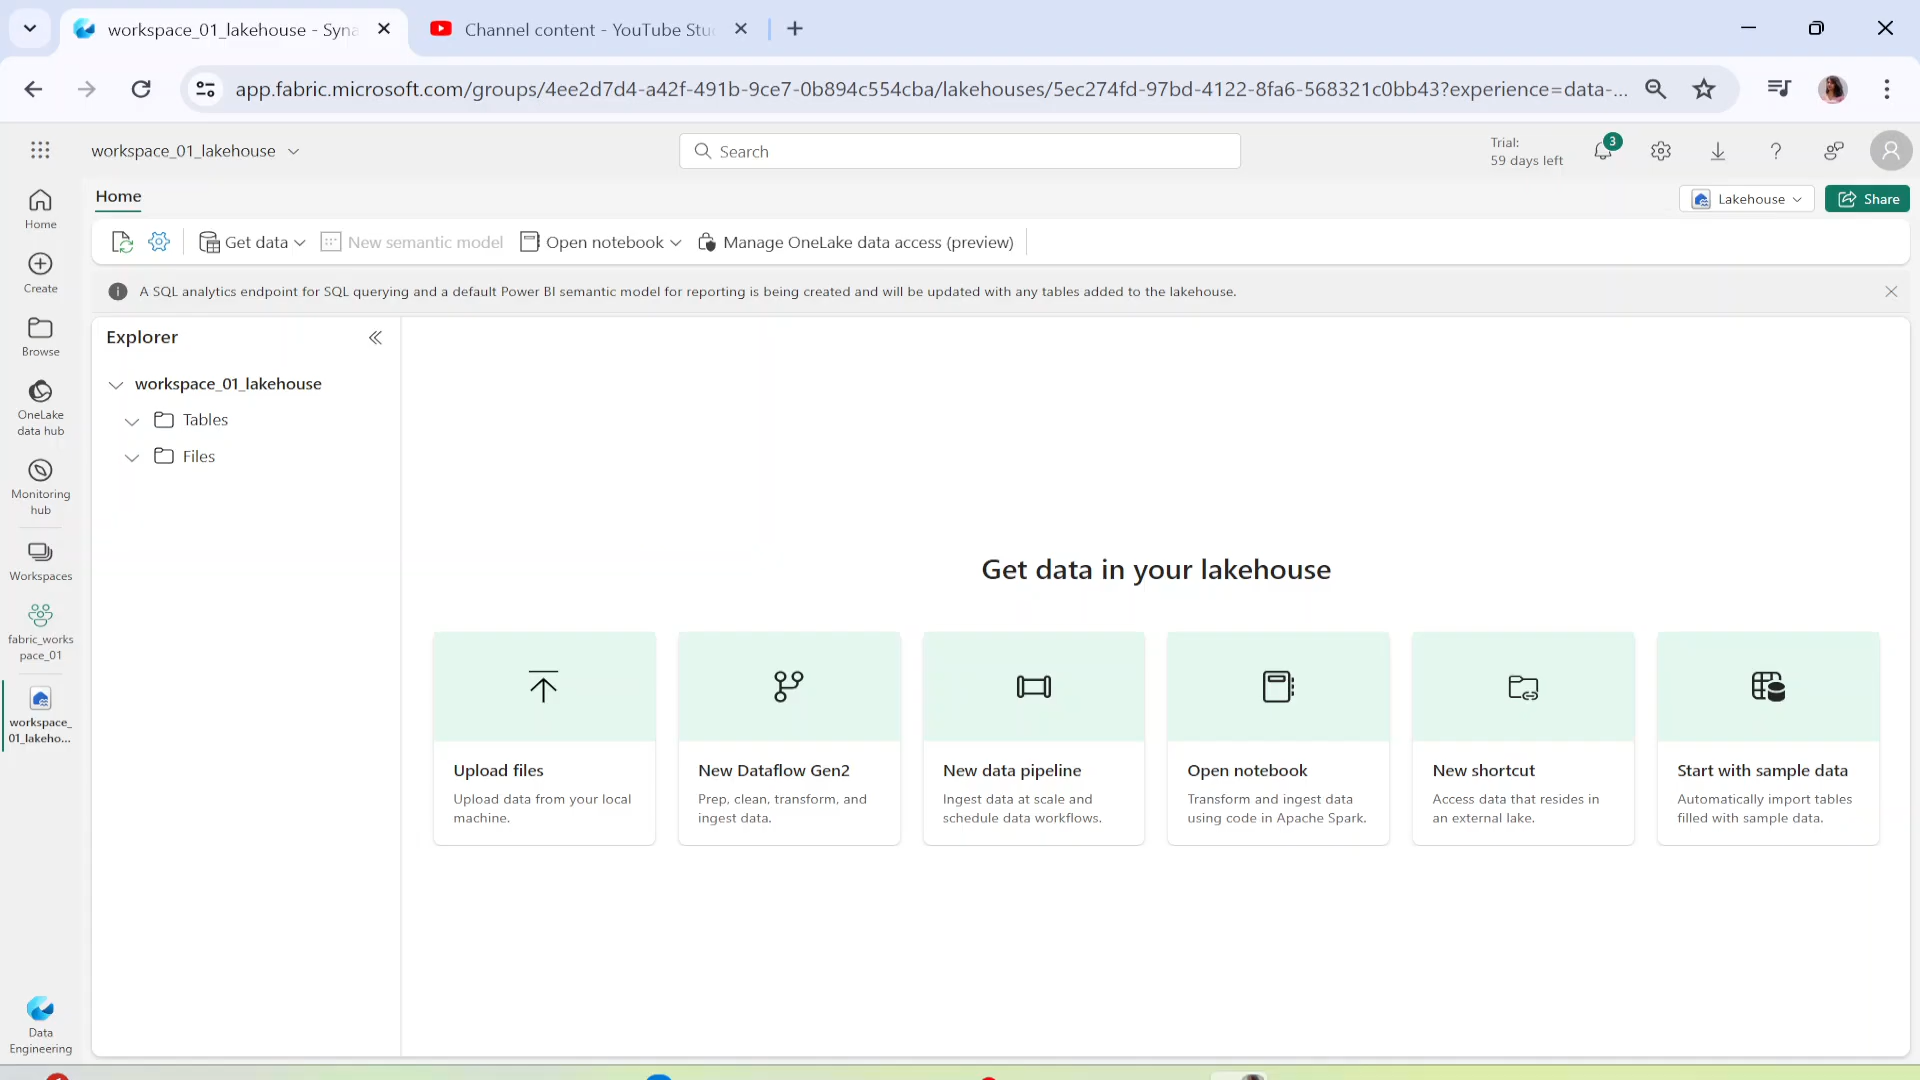 workspace_01_lakehouse - Syna
Channel content - YouTube Stu
app.fabric.microsoft.com/groups/4ee2d7d4-a42f-491b-9ce7-0b894c554cba/lakehouses/5ec274fd-97bd-4122-8fa6-568321c0bb43?experience=data-...
workspace_01_lakehouse
Search
Trial:
59 days left
3
Home
Lakehouse
Share
Get data
New semantic model
Open notebook
Manage OneLake data access (preview)
A SQL analytics endpoint for SQL querying and a default Power BI semantic model for reporting is being created and will be updated with any tables added to the lakehouse.
Home
Create
Browse
OneLake
data hub
Monitoring
hub
Workspaces
fabric_works
pace_01
workspace_
01_lakeho...
Data
Engineering
Explorer
workspace_01_lakehouse
Tables
Files
Get data in your lakehouse
Upload files
Upload data from your local
machine.
New Dataflow Gen2
Prep, clean, transform, and
ingest data.
New data pipeline
Ingest data at scale and
schedule data workflows.
Open notebook
Transform and ingest data
using code in Apache Spark.
New shortcut
Access data that resides in
an external lake.
Start with sample data
Automatically import tables
filled with sample data.